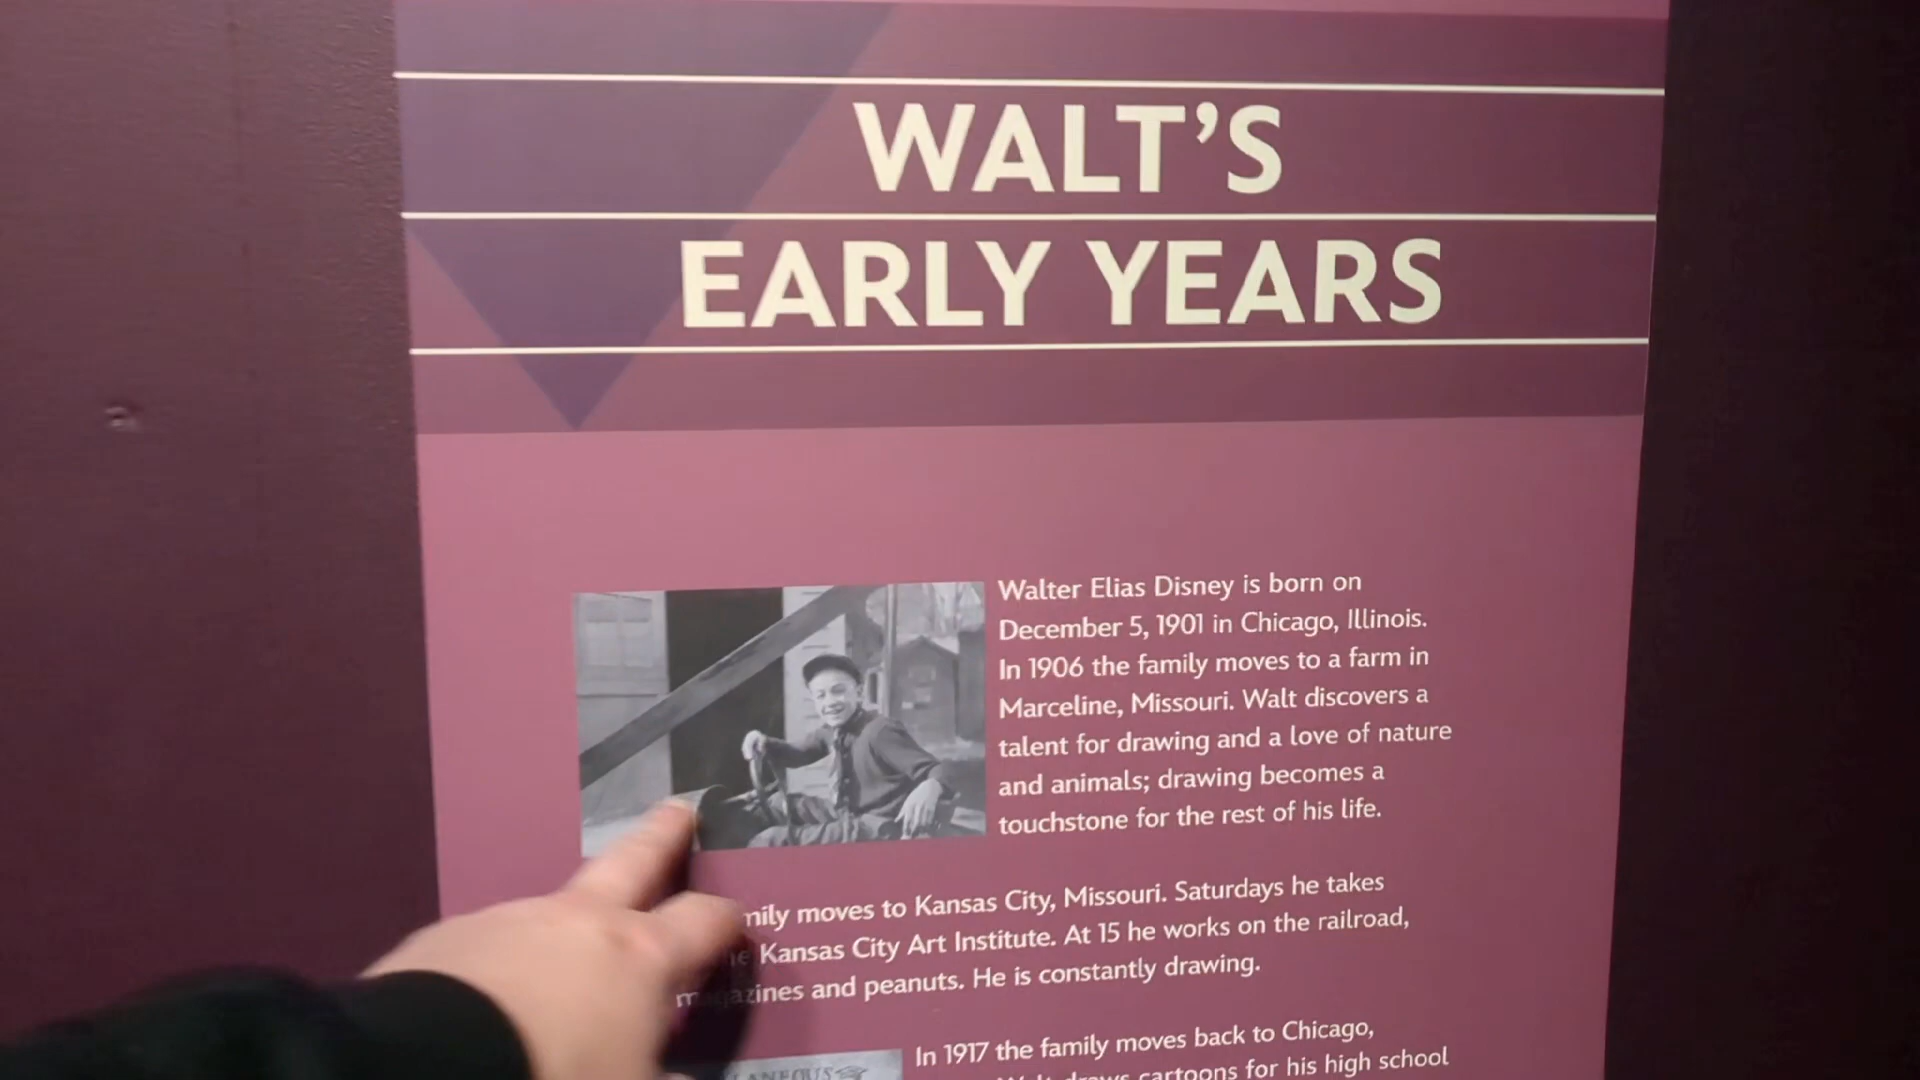 WALT'S
EARLY YEARS
Walter Elias Disney is born on
December 5, 1901 in Chicago, Illinois.
In 1906 the family moves to a farm in
Marceline, Missouri. Walt discovers a
talent for drawing and a love of nature
and animals; drawing becomes a
touchstone for the rest of his life.
moves to Kansas City, Missouri. Saturdays he takes
Kansas City Art Institute. At 15 he works on the railroad,
magazines and peanuts. He is constantly drawing.
In 1917 the family moves back to Chicago,
Walt draws cartoons for his high school